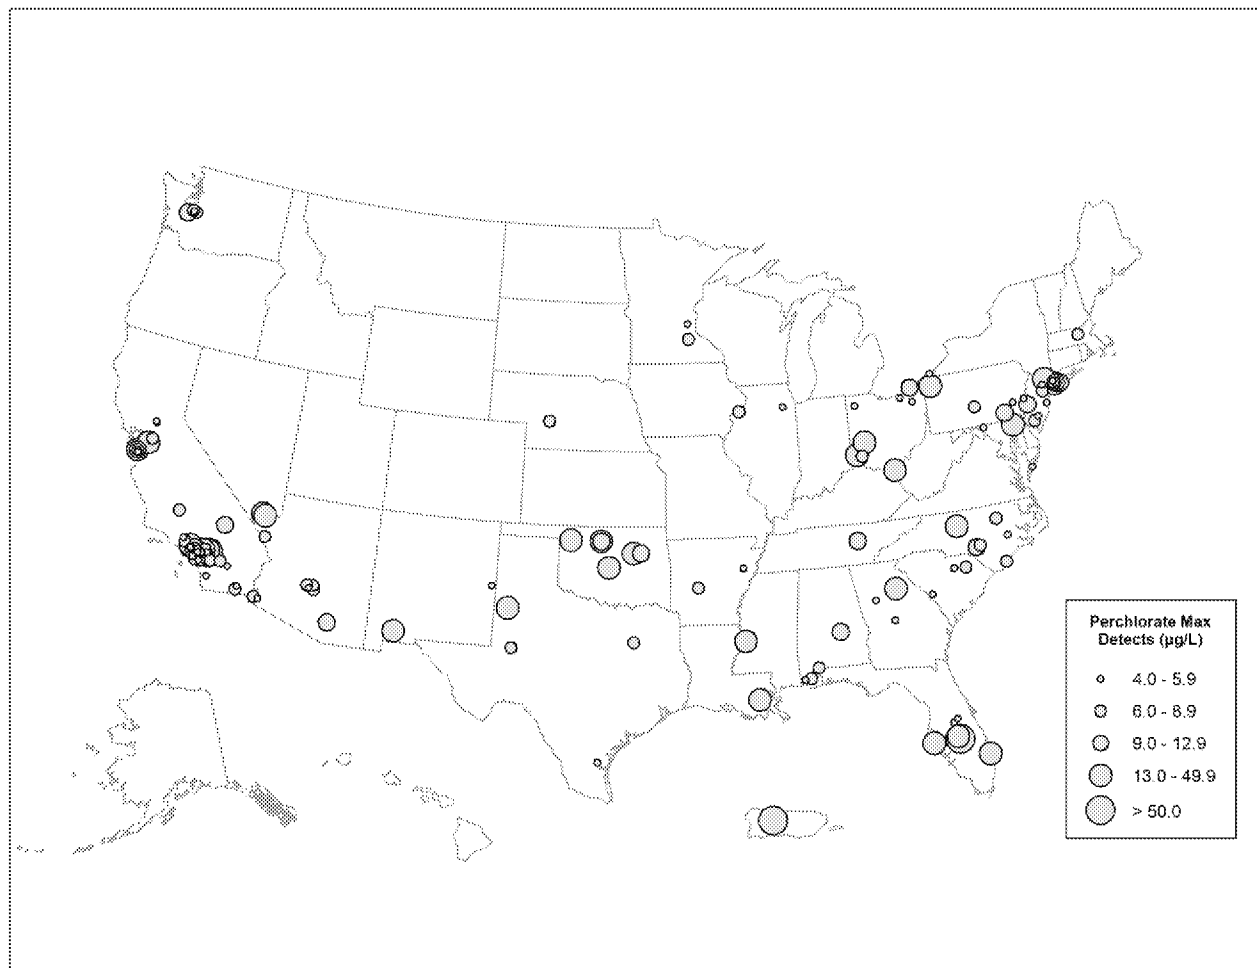 Perchlorate Max
Detects (µg/L)
4.0 - 5.9
6.0 - 8.9
9.0 - 12.9
13.0 - 49.9
> 50.0